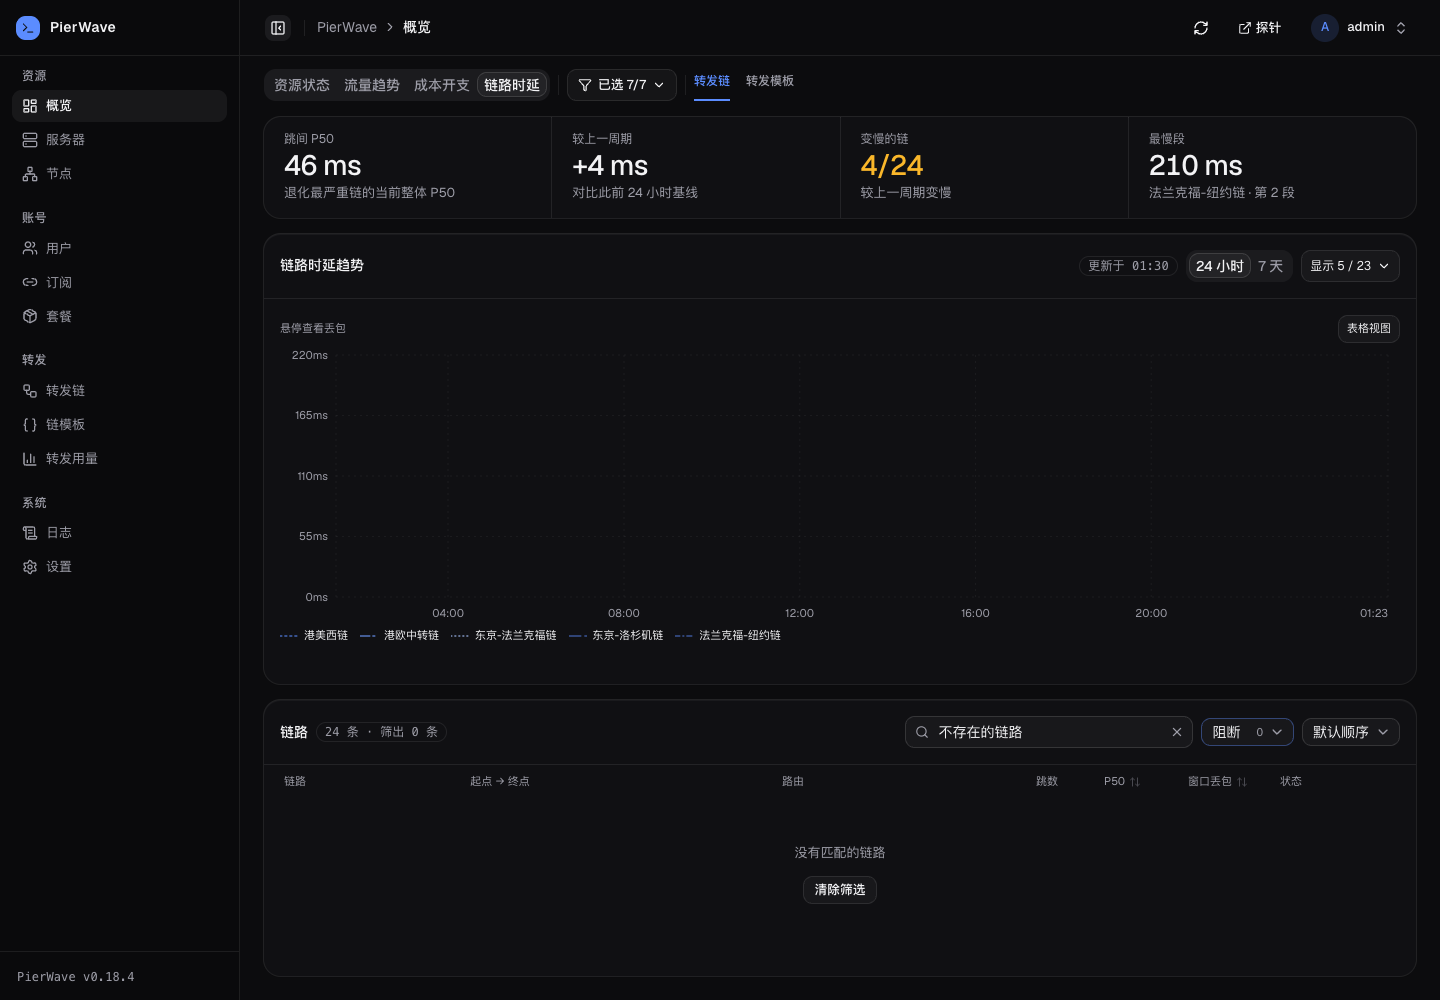 PierWave
PierWave > 概览
探针
A admin
资源
概览
服务器
节点
账号
用户
订阅
套餐
转发
转发链
链模板
转发用量
系统
日志
设置
PierWave v0.18.4
资源状态 流量趋势 成本开支 链路时延
已选 7/7
转发链 转发模板
跳间 P50
46 ms
退化最严重链的当前整体 P50
较上一周期
+4 ms
对比此前 24 小时基线
变慢的链
4/24
较上一周期变慢
最慢段
210 ms
法兰克福-纽约链 · 第 2 段
链路时延趋势
更新于 01:30
24 小时 7 天
显示 5 / 23
悬停查看丢包
表格视图
220ms
165ms
110ms
55ms
0ms
04:00 08:00 12:00 16:00 20:00 01:23
港美西链 港欧中转链 东京-法兰克福链 东京-洛杉矶链 法兰克福-纽约链
链路
24 条 · 筛出 0 条
不存在的链路
阻断 0
默认顺序
链路 起点 → 终点 路由 跳数 P50 窗口丢包 状态
没有匹配的链路
清除筛选